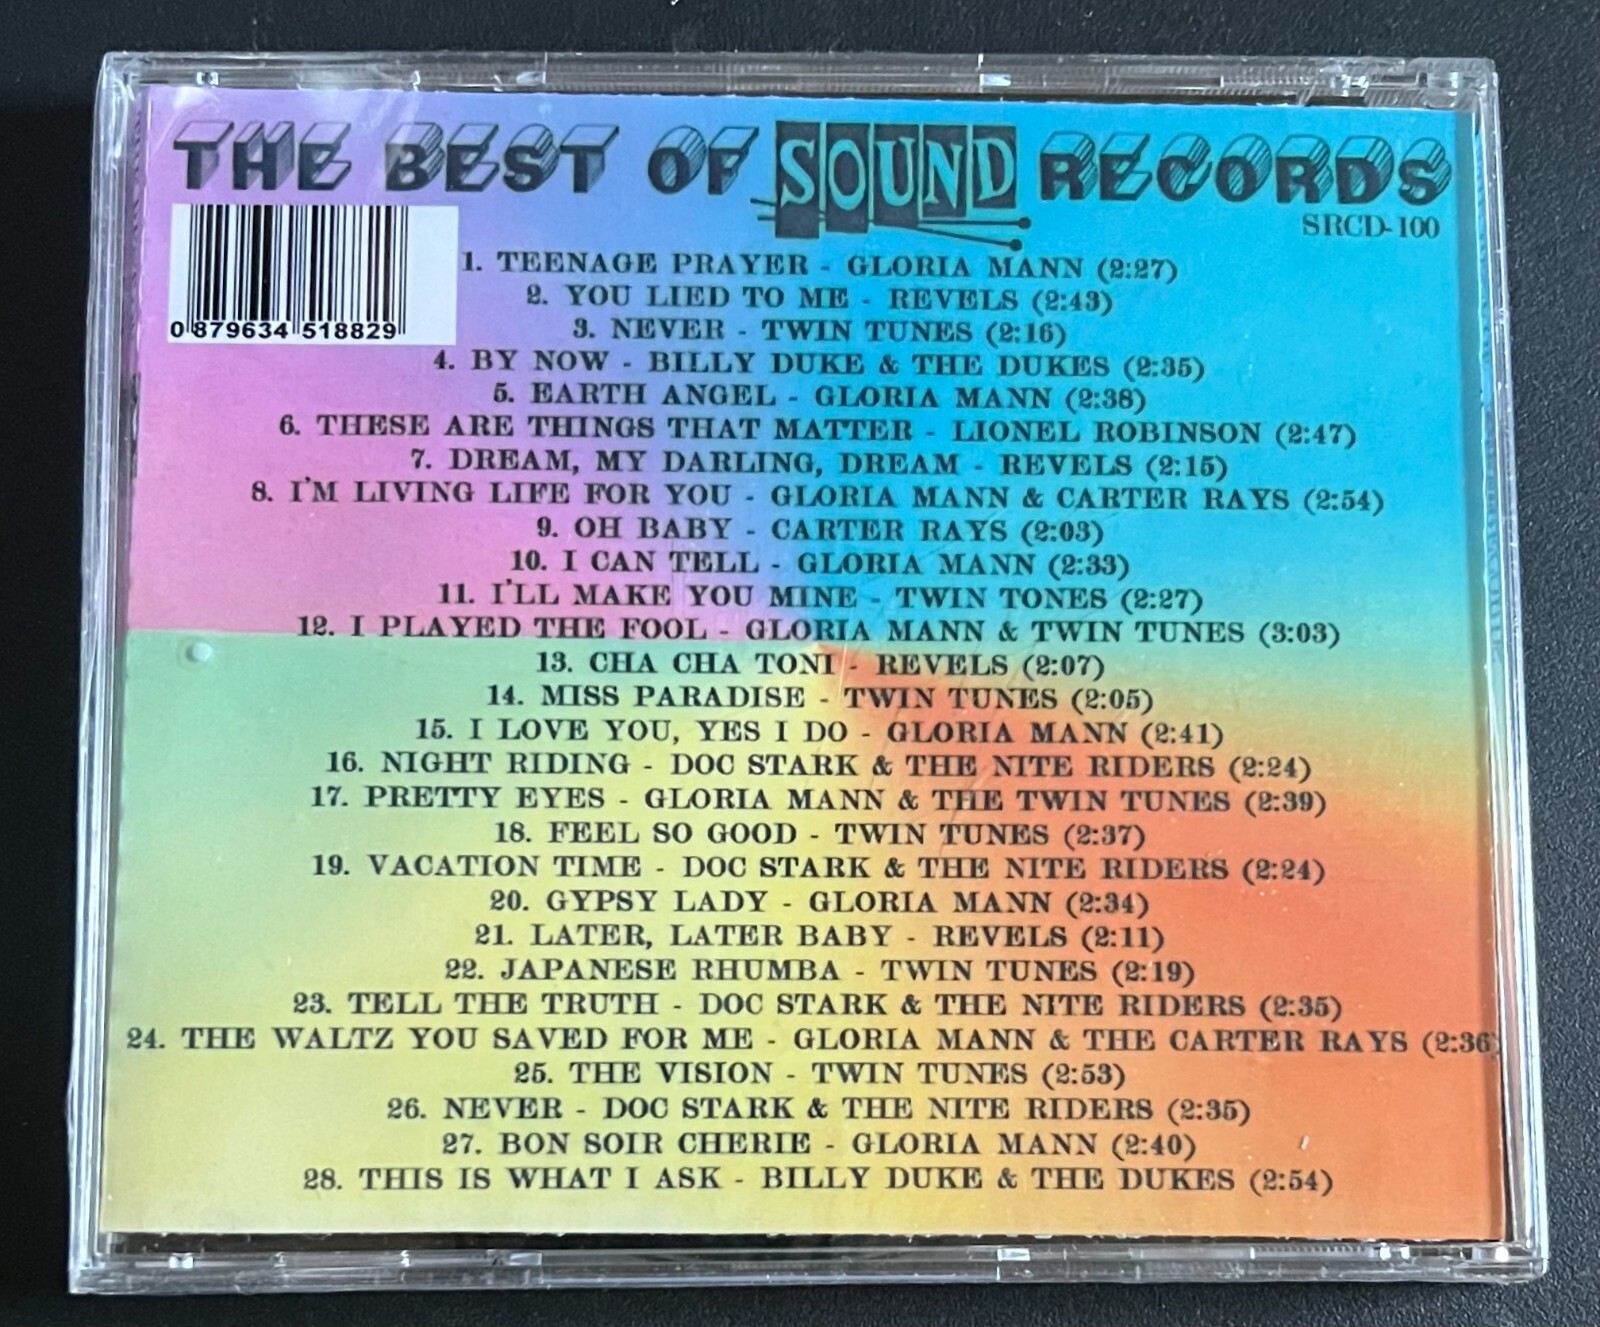 THE BEST OF SOUND RECORDS
SRCD-100
0 879634 518829
1. TEENAGE PRAYER - GLORIA MANN (2:27)
2. YOU LIED TO ME - REVELS (2:43)
3. NEVER - TWIN TUNES (2:16)
4. BY NOW - BILLY DUKE & THE DUKES (2:35)
5. EARTH ANGEL - GLORIA MANN (2:38)
6. THESE ARE THINGS THAT MATTER - LIONEL ROBINSON (2:47)
7. DREAM, MY DARLING, DREAM - REVELS (2:15)
8. I'M LIVING LIFE FOR YOU - GLORIA MANN & CARTER RAYS (2:54)
9. OH BABY - CARTER RAYS (2:03)
10. I CAN TELL - GLORIA MANN (2:33)
11. I'LL MAKE YOU MINE - TWIN TONES (2:27)
12. I PLAYED THE FOOL - GLORIA MANN & TWIN TUNES (3:03)
13. CHA CHA TONI - REVELS (2:07)
14. MISS PARADISE - TWIN TUNES (2:05)
15. I LOVE YOU, YES I DO - GLORIA MANN (2:41)
16. NIGHT RIDING - DOC STARK & THE NITE RIDERS (2:24)
17. PRETTY EYES - GLORIA MANN & THE TWIN TUNES (2:39)
18. FEEL SO GOOD - TWIN TUNES (2:37)
19. VACATION TIME - DOC STARK & THE NITE RIDERS (2:24)
20. GYPSY LADY - GLORIA MANN (2:34)
21. LATER, LATER BABY - REVELS (2:11)
22. JAPANESE RHUMBA - TWIN TUNES (2:19)
23. TELL THE TRUTH - DOC STARK & THE NITE RIDERS (2:35)
24. THE WALTZ YOU SAVED FOR ME - GLORIA MANN & THE CARTER RAYS (2:36)
25. THE VISION - TWIN TUNES (2:53)
26. NEVER - DOC STARK & THE NITE RIDERS (2:35)
27. BON SOIR CHERIE - GLORIA MANN (2:40)
28. THIS IS WHAT I ASK - BILLY DUKE & THE DUKES (2:54)